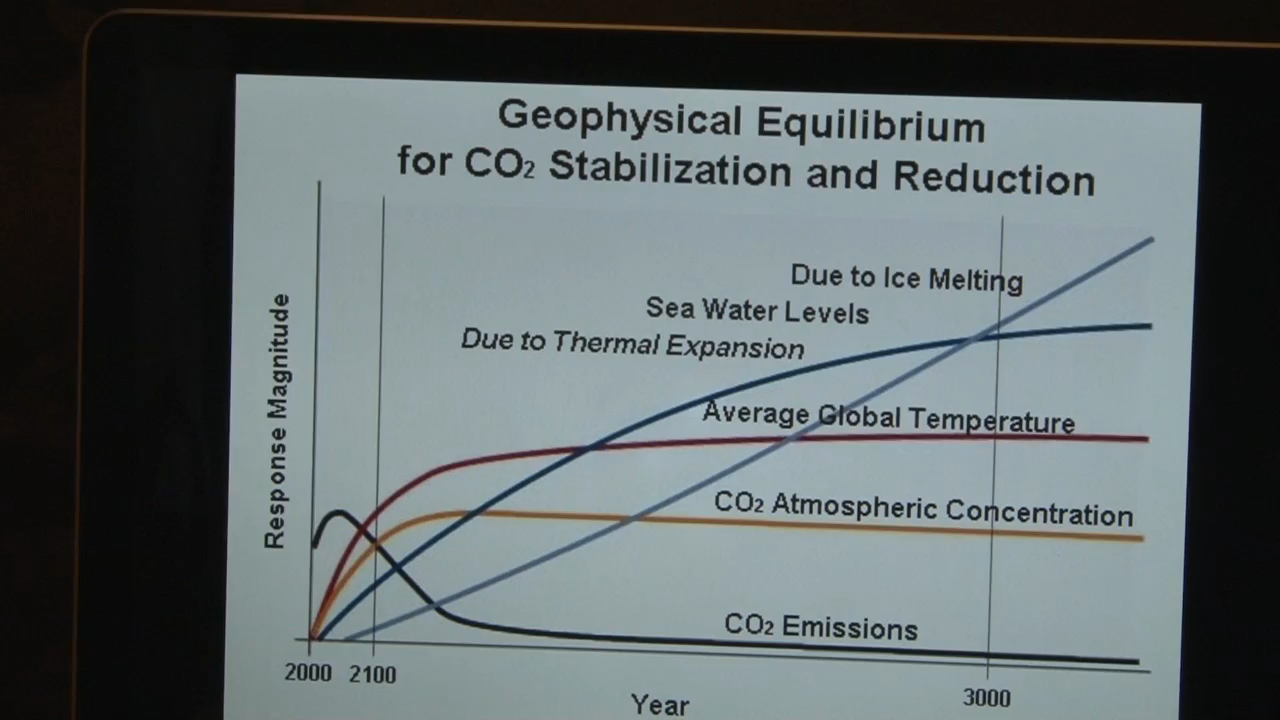 Geophysical Equilibrium
for CO₂ Stabilization and Reduction
Due to Ice Melting
Sea Water Levels
Due to Thermal Expansion
Average Global Temperature
CO₂ Atmospheric Concentration
CO₂ Emissions
Response Magnitude
2000 2100 3000
Year